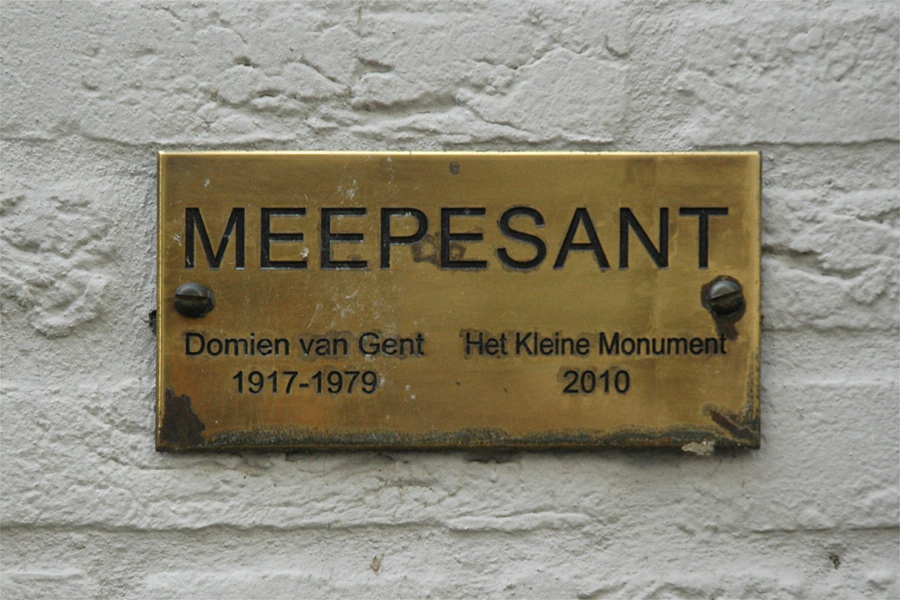 MEEPESANT
Domien van Gent Het Kleine Monument
1917-1979 2010